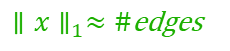 ∥ x ∥₁≈ #edges